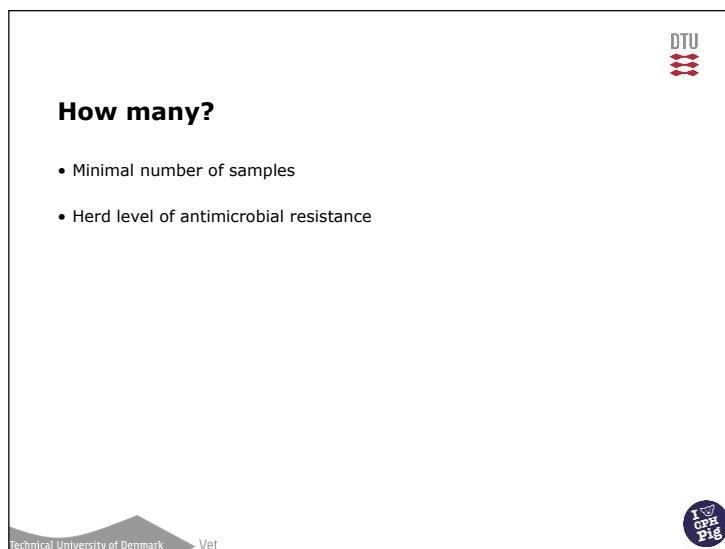 DTU
How many?
• Minimal number of samples
• Herd level of antimicrobial resistance
Technical University of Denmark
Vet
I
CPH
Pig